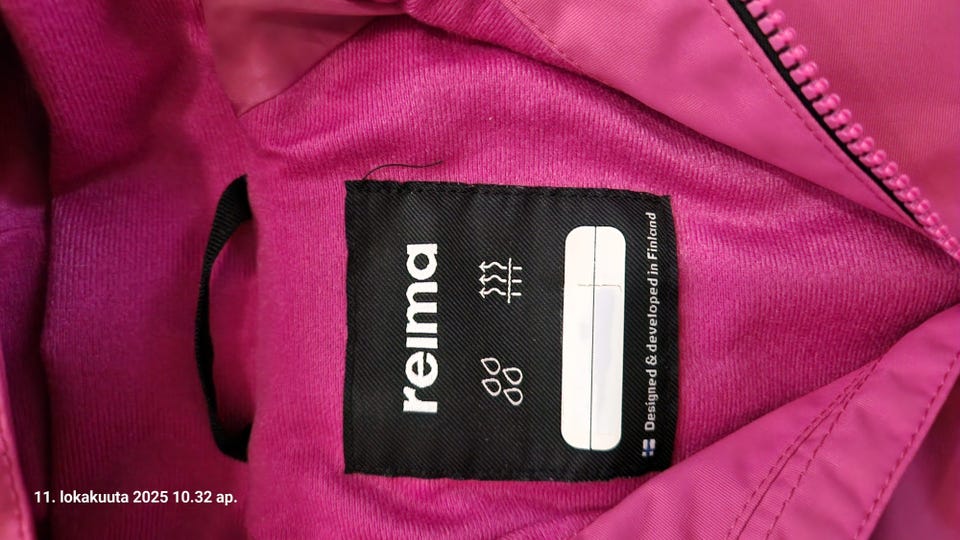 reima
Designed & developed in Finland
11. lokakuuta 2025 10.32 ap.